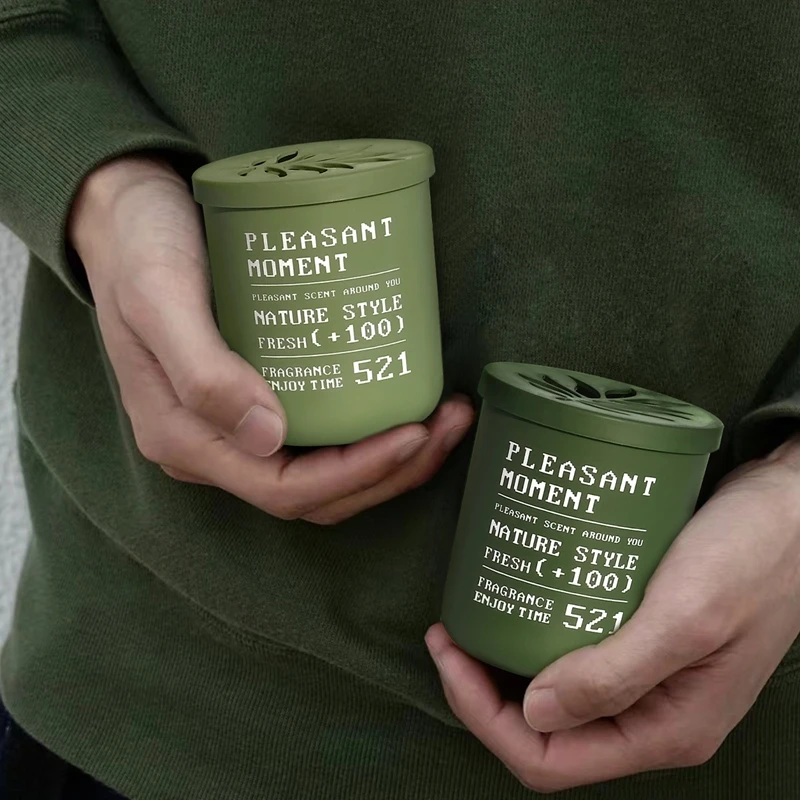 PLEASANT
MOMENT
PLEASANT SCENT AROUND YOU
NATURE STYLE
FRESH(+100)
FRAGRANCE
ENJOY TIME 521
PLEASANT
MOMENT
PLEASANT SCENT AROUND YOU
NATURE STYLE
FRESH(+100)
FRAGRANCE
ENJOY TIME 521